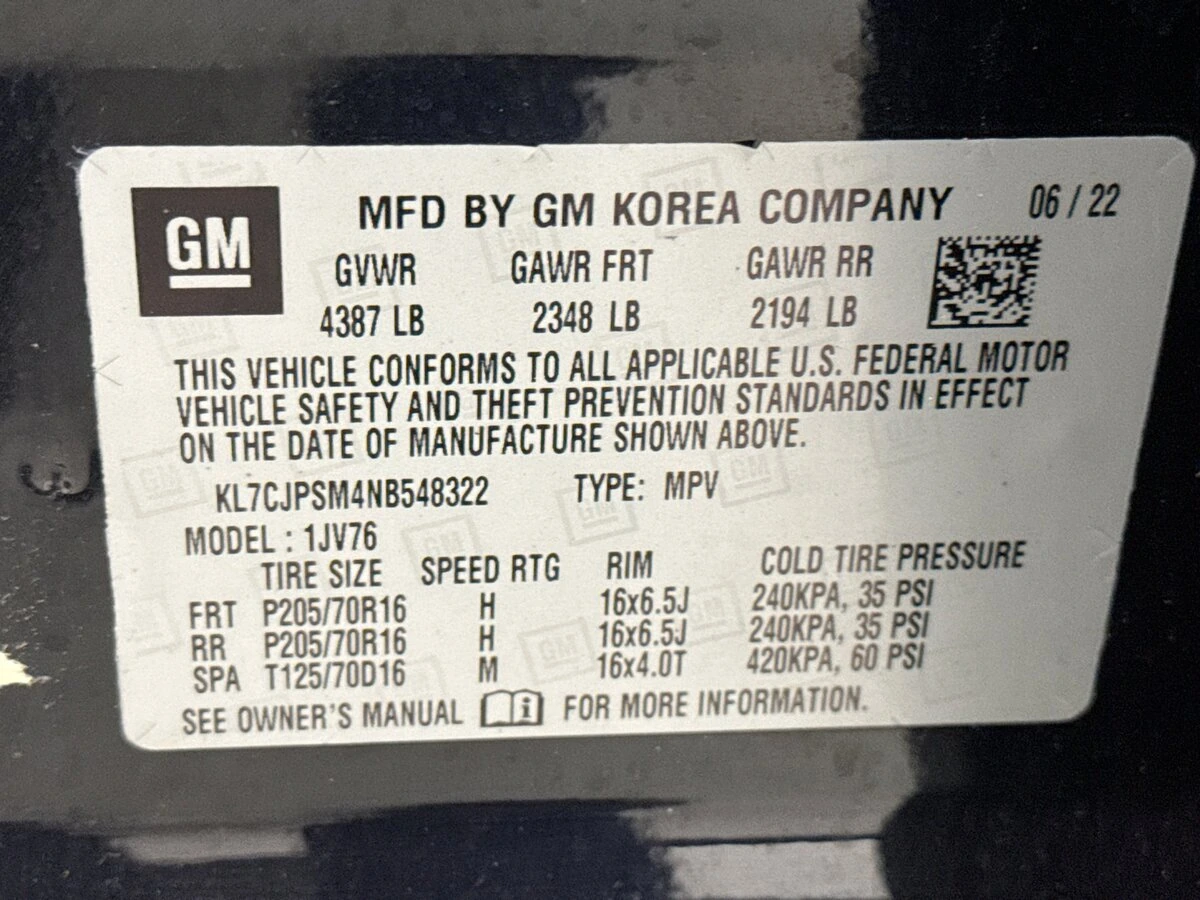 GM
MFD BY GM KOREA COMPANY 06 / 22
GVWR GAWR FRT GAWR RR
4387 LB 2348 LB 2194 LB
THIS VEHICLE CONFORMS TO ALL APPLICABLE U.S. FEDERAL MOTOR
VEHICLE SAFETY AND THEFT PREVENTION STANDARDS IN EFFECT
ON THE DATE OF MANUFACTURE SHOWN ABOVE.
KL7CJPSM4NB548322 TYPE: MPV
MODEL : 1JV76
TIRE SIZE SPEED RTG RIM COLD TIRE PRESSURE
FRT P205/70R16 H 16x6.5J 240KPA, 35 PSI
RR P205/70R16 H 16x6.5J 240KPA, 35 PSI
SPA T125/70D16 M 16x4.0T 420KPA, 60 PSI
SEE OWNER'S MANUAL i FOR MORE INFORMATION.